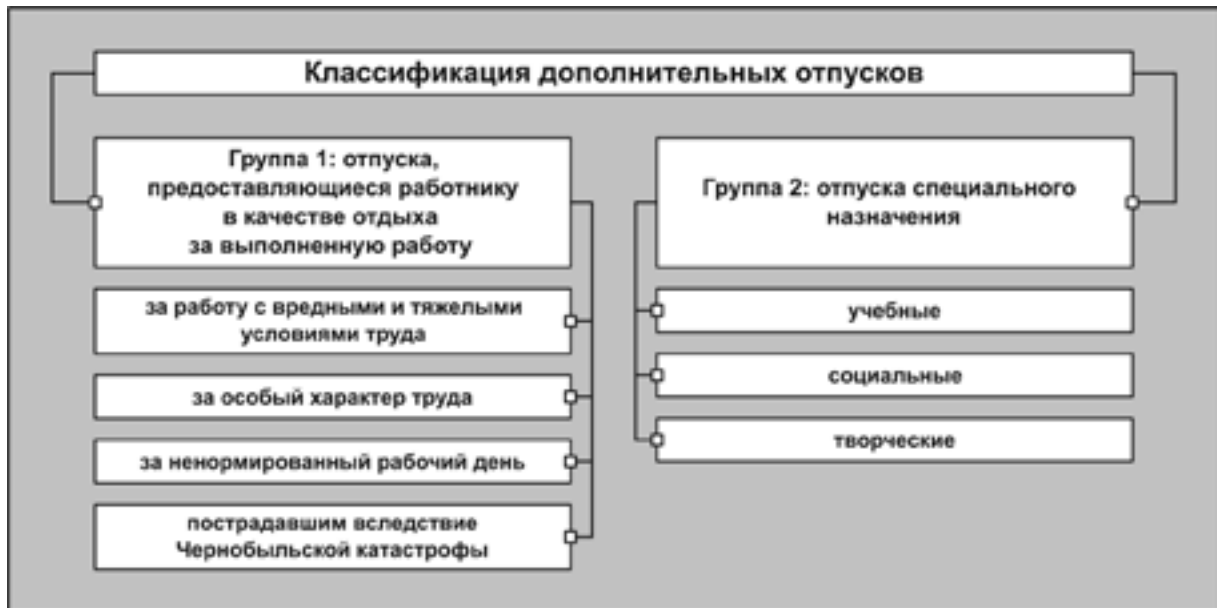 Классификация дополнительных отпусков
Группа 1: отпуска,
предоставляющиеся работнику
в качестве отдыха
за выполненную работу
за работу с вредными и тяжелыми
условиями труда
за особый характер труда
за ненормированный рабочий день
пострадавшим вследствие
Чернобыльской катастрофы
Группа 2: отпуска специального
назначения
учебные
социальные
творческие